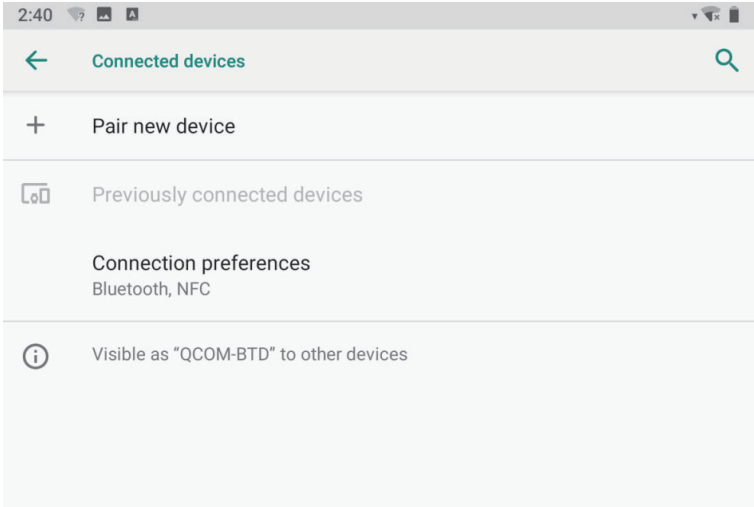 2:40
Connected devices
Pair new device
Previously connected devices
Connection preferences
Bluetooth, NFC
Visible as “QCOM-BTD” to other devices